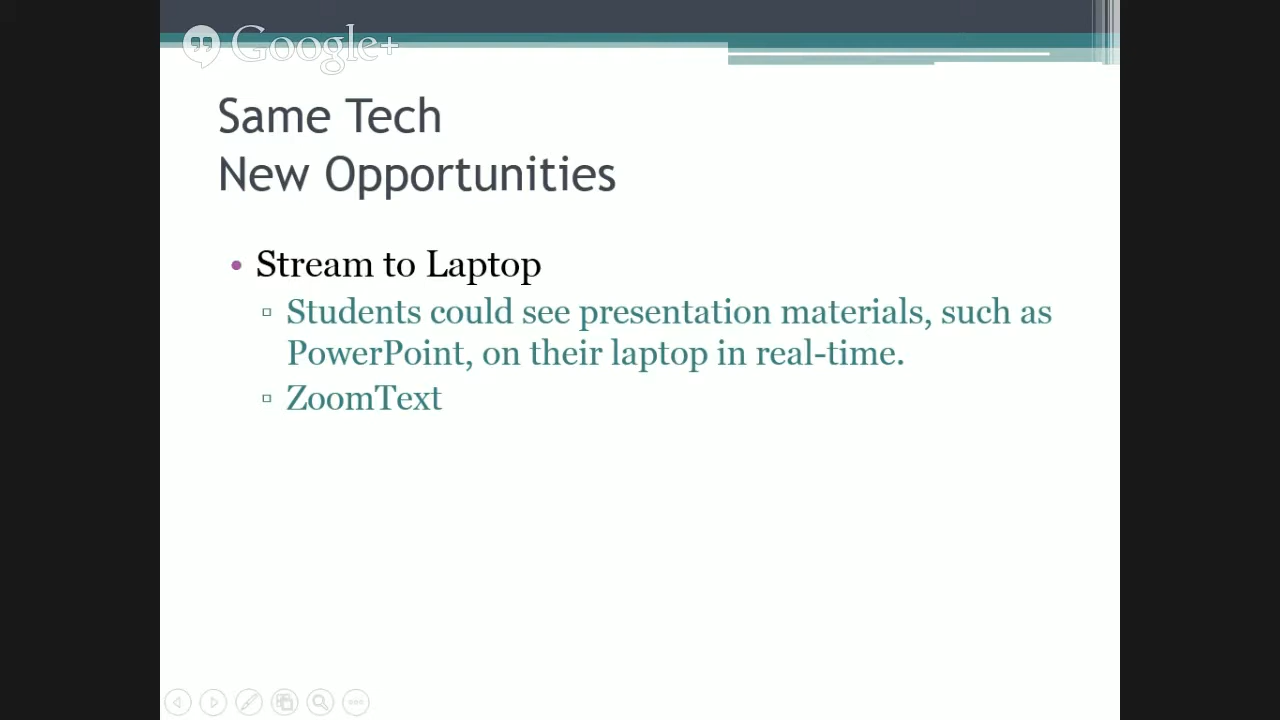 Google+
Same Tech
New Opportunities
• Stream to Laptop
▫ Students could see presentation materials, such as
PowerPoint, on their laptop in real-time.
▫ ZoomText